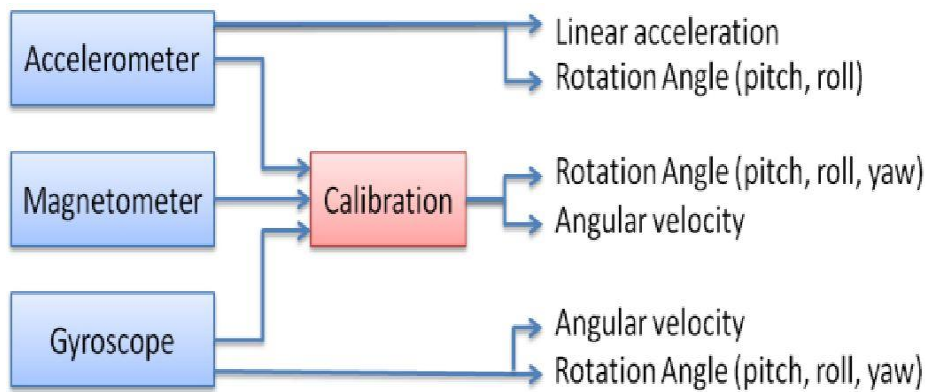 Accelerometer
Linear acceleration
Rotation Angle (pitch, roll)
Magnetometer
Calibration
Rotation Angle (pitch, roll, yaw)
Angular velocity
Gyroscope
Angular velocity
Rotation Angle (pitch, roll, yaw)